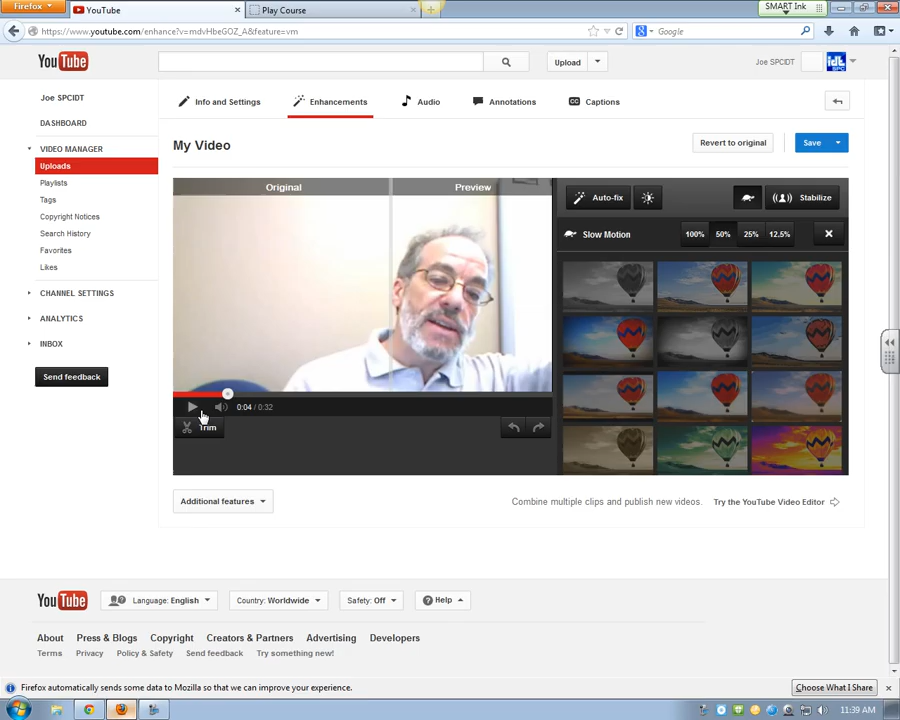 Firefox
YouTube
Play Course
SMART Ink
https://www.youtube.com/enhance?v=mdvHbeGOZ_A&feature=vm
Google
YouTube
Upload
Joe SPCIDT
idt
SPC
Joe SPCIDT
DASHBOARD
VIDEO MANAGER
Uploads
Playlists
Tags
Copyright Notices
Search History
Favorites
Likes
CHANNEL SETTINGS
ANALYTICS
INBOX
Send feedback
Info and Settings
Enhancements
Audio
Annotations
CC Captions
My Video
Revert to original
Save
Original
Preview
Auto-fix
Stabilize
Slow Motion
100%
50%
25%
12.5%
0:04 / 0:32
Trim
Additional features
Combine multiple clips and publish new videos.
Try the YouTube Video Editor
YouTube
Language: English
Country: Worldwide
Safety: Off
Help
About
Press & Blogs
Copyright
Creators & Partners
Advertising
Developers
Terms
Privacy
Policy & Safety
Send feedback
Try something new!
Firefox automatically sends some data to Mozilla so that we can improve your experience.
Choose What I Share
11:39 AM